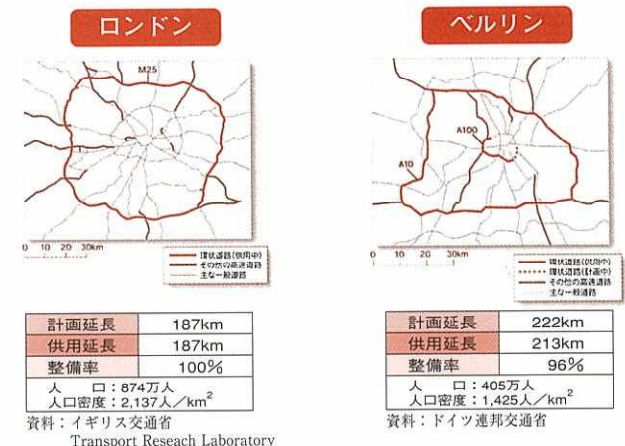 ロンドン
M25
0 10 20 30km
環状道路(供用中)
その他の高速道路
主な一般道路
計画延長 187km
供用延長 187km
整備率 100%
人 口:874万人
人口密度:2,137人/km²
資料:イギリス交通省
Transport Reseach Laboratory
ベルリン
A100
A10
0 10 20 30km
環状道路(供用中)
環状道路(計画中)
その他の高速道路
主な一般道路
計画延長 222km
供用延長 213km
整備率 96%
人 口:405万人
人口密度:1,425人/km²
資料:ドイツ連邦交通省